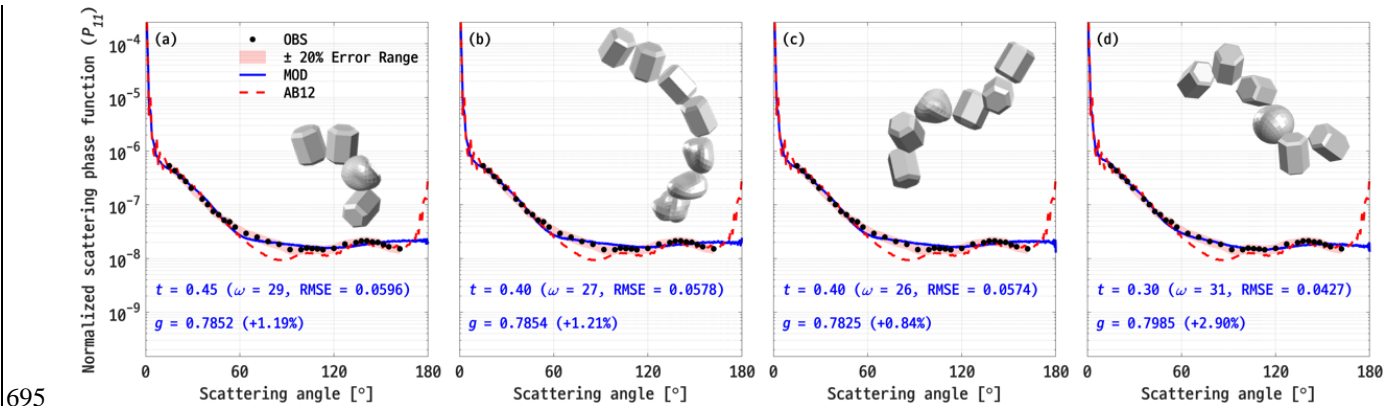 Normalized scattering phase function (P11)
10⁻⁴
10⁻⁵
10⁻⁶
10⁻⁷
10⁻⁸
10⁻⁹
(a)
OBS
± 20% Error Range
MOD
AB12
t = 0.45 (ω = 29, RMSE = 0.0596)
g = 0.7852 (+1.19%)
0 60 120 180
Scattering angle [°]
(b)
t = 0.40 (ω = 27, RMSE = 0.0578)
g = 0.7854 (+1.21%)
0 60 120 180
Scattering angle [°]
(c)
t = 0.40 (ω = 26, RMSE = 0.0574)
g = 0.7825 (+0.84%)
0 60 120 180
Scattering angle [°]
(d)
t = 0.30 (ω = 31, RMSE = 0.0427)
g = 0.7985 (+2.90%)
0 60 120 180
Scattering angle [°]
695